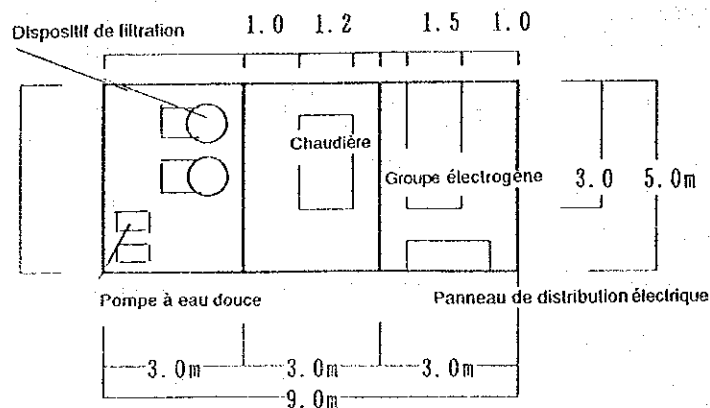 Dispositif de filtration
1.0 1.2 1.5 1.0
Chaudière
Groupe électrogène
3.0 5.0m
Pompe à eau douce
Panneau de distribution électrique
3.0m 3.0m 3.0m
9.0m